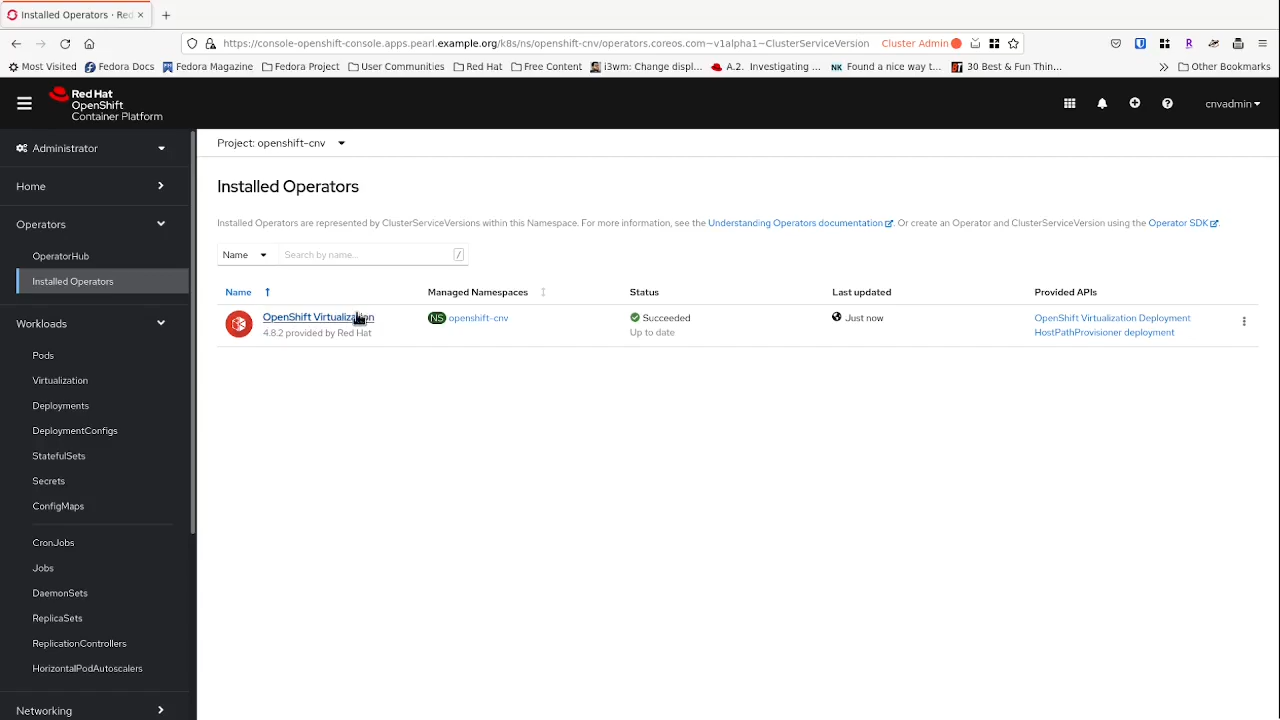 Installed Operators · Red
https://console-openshift-console.apps.pearl.example.org/k8s/ns/openshift-cnv/operators.coreos.com~v1alpha1~ClusterServiceVersion
Cluster Admin
Most Visited
Fedora Docs
Fedora Magazine
Fedora Project
User Communities
Red Hat
Free Content
i3wm: Change displ...
A.2. Investigating ...
NK Found a nice way t...
30 Best & Fun Thin...
Other Bookmarks
Red Hat
OpenShift
Container Platform
cnvadmin
Administrator
Home
Operators
OperatorHub
Installed Operators
Workloads
Pods
Virtualization
Deployments
DeploymentConfigs
StatefulSets
Secrets
ConfigMaps
CronJobs
Jobs
DaemonSets
ReplicaSets
ReplicationControllers
HorizontalPodAutoscalers
Networking
Project: openshift-cnv
Installed Operators
Installed Operators are represented by ClusterServiceVersions within this Namespace. For more information, see the Understanding Operators documentation. Or create an Operator and ClusterServiceVersion using the Operator SDK.
Name
Search by name...
/
Name
Managed Namespaces
Status
Last updated
Provided APIs
OpenShift Virtualization
4.8.2 provided by Red Hat
NS openshift-cnv
Succeeded
Up to date
Just now
OpenShift Virtualization Deployment
HostPathProvisioner deployment